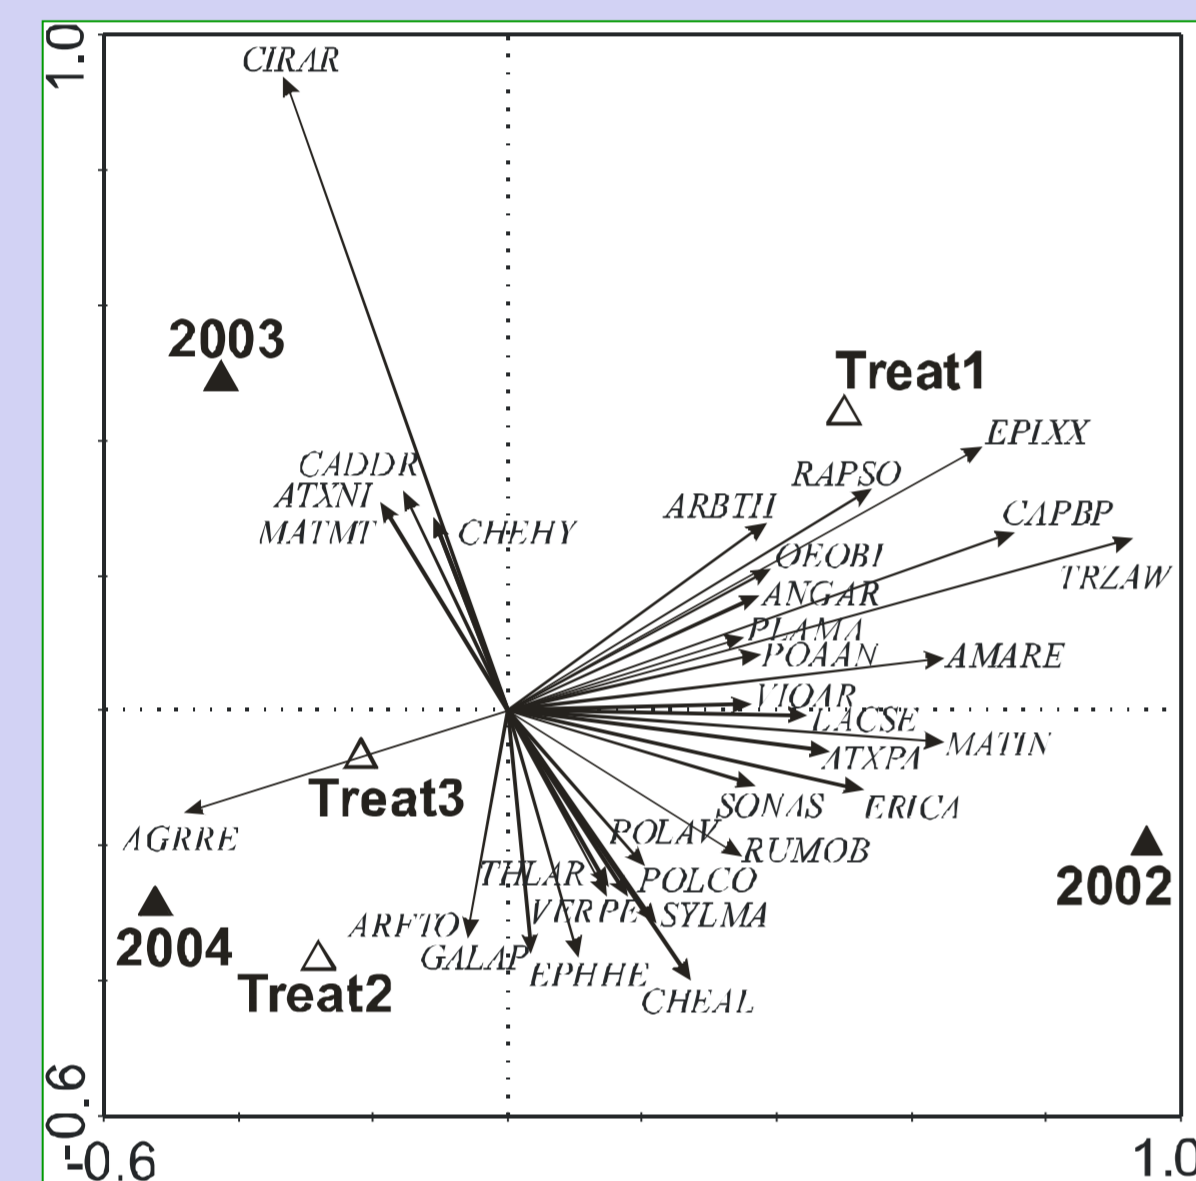 1.0
CIRAR
2003
Treat1
EPIXX
CADDR
RAPSO
ATXNI
ARBTH
CAPBP
MATMT
CHEHY
OEOBI
TRZAW
ANGAR
PLAMA
POAAN
AMARE
VIOAR
LACSE
MATIN
ATXPA
Treat3
SONAS
ERICA
AGRRE
POLAV
RUMOB
THLAR
POLCO
2002
VERPE
SYLMA
ARFTO
2004
GALAP
EPHHE
Treat2
CHEAL
-0.6
-0.6
1.0